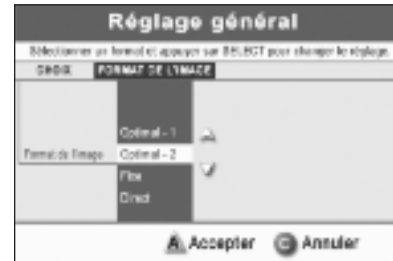 Réglage général
Sélectionner un format et appuyer sur SELECT pour changer le réglage.
CHOIX FORMAT DE L'IMAGE
Optimal - 1
Format de l'image Optimal - 2
Fixe
Direct
A Accepter C Annuler